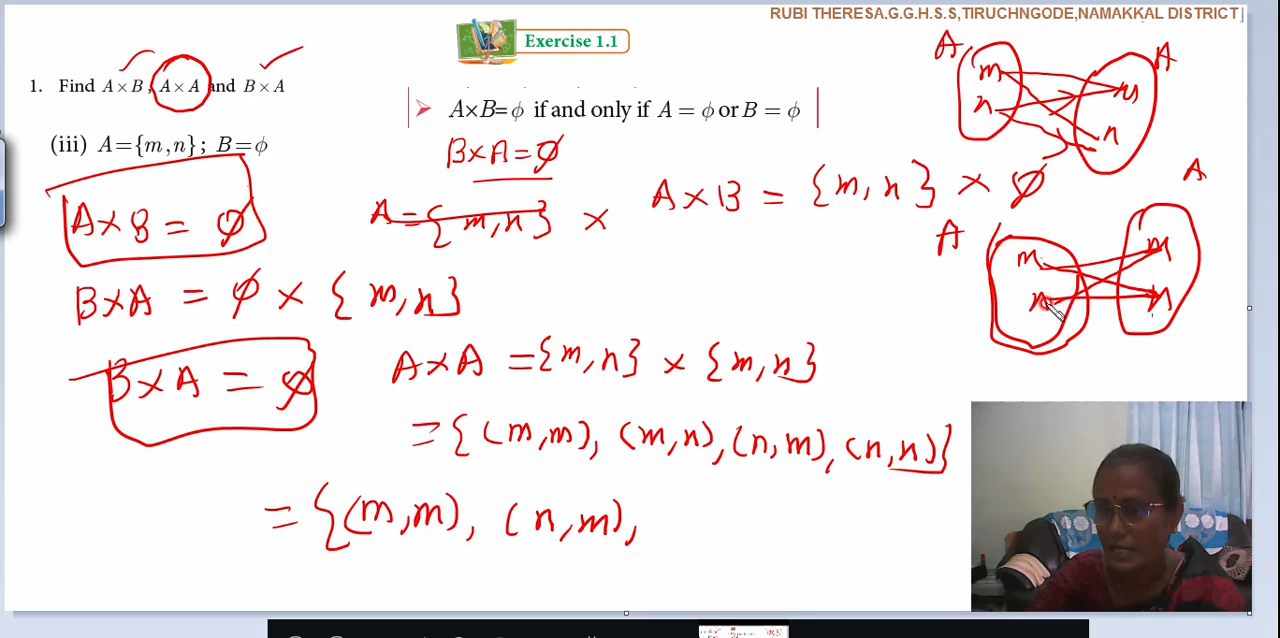 RUBI THERESA,G.G.H.S.S,TIRUCHNGODE,NAMAKKAL DISTRICT
Exercise 1.1
1. Find A×B, A×A and B×A
A×B=ϕ if and only if A = ϕ or B = ϕ
(iii) A={m,n}; B=ϕ
B×A = ϕ
A×B = ϕ
A={m,n} ×
A×B = {m,n} × ϕ
B×A = ϕ × {m,n}
B×A = ϕ
A×A = {m,n} × {m,n}
= {(m,m), (m,n), (n,m), (n,n)}
= {(m,m), (n,m),
A
A
m
n
m
n
A
A
m
n
m
n